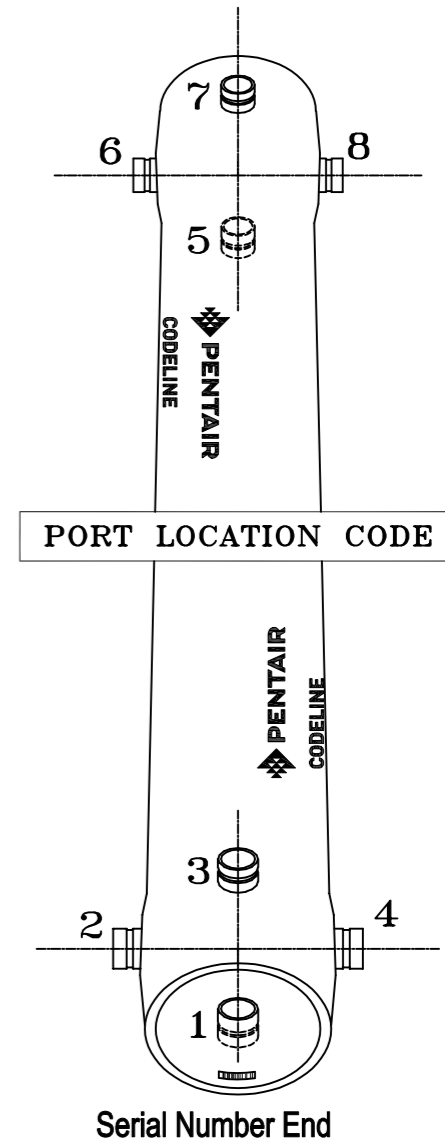 7
6
8
5
CODELINE
PENTAIR
PORT LOCATION CODE
PENTAIR
CODELINE
3
2
4
1
Serial Number End